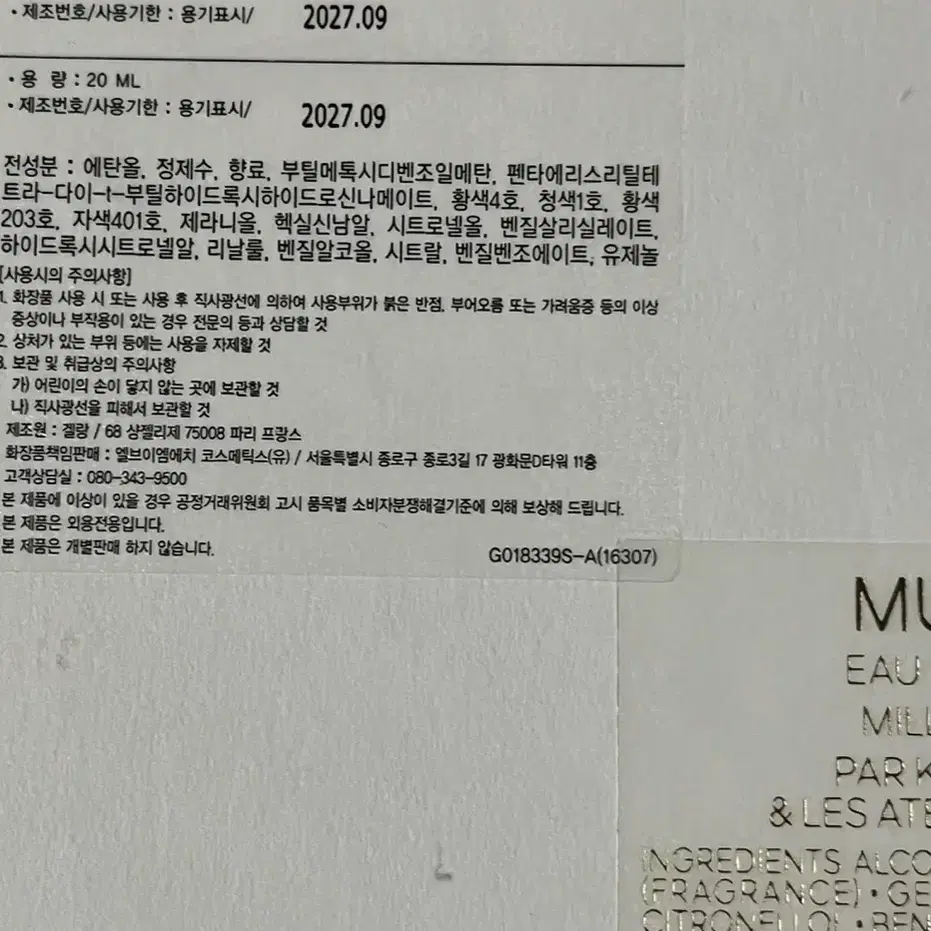 • 제조번호/사용기한 : 용기표시/ 2027.09
• 용 량 : 20 ML
• 제조번호/사용기한 : 용기표시/ 2027.09
전성분 : 에탄올, 정제수, 향료, 부틸메톡시디벤조일메탄, 펜타에리스리틸테
트라-다이-t-부틸하이드록시하이드로신나메이트, 황색4호, 청색1호, 황색
203호, 자색401호, 제라니올, 헥실신남알, 시트로넬올, 벤질살리실레이트,
하이드록시시트로넬알, 리날룰, 벤질알코올, 시트랄, 벤질벤조에이트, 유제놀
[사용시의 주의사항]
1. 화장품 사용 시 또는 사용 후 직사광선에 의하여 사용부위가 붉은 반점, 부어오름 또는 가려움증 등의 이상
증상이나 부작용이 있는 경우 전문의 등과 상담할 것
2. 상처가 있는 부위 등에는 사용을 자제할 것
3. 보관 및 취급상의 주의사항
가) 어린이의 손이 닿지 않는 곳에 보관할 것
나) 직사광선을 피해서 보관할 것
제조원 : 겔랑 / 68 샹젤리제 75008 파리 프랑스
화장품책임판매 : 엘브이엠에치 코스메틱스(유) / 서울특별시 종로구 종로3길 17 광화문D타워 11층
고객상담실 : 080-343-9500
본 제품에 이상이 있을 경우 공정거래위원회 고시 품목별 소비자분쟁해결기준에 의해 보상해 드립니다.
본 제품은 외용전용입니다.
본 제품은 개별판매 하지 않습니다.
G018339S-A(16307)
MU
EAU
MILL
PAR K
& LES ATE
INGREDIENTS ALCO
(FRAGRANCE) • GE
CITRONELLOL • BEN